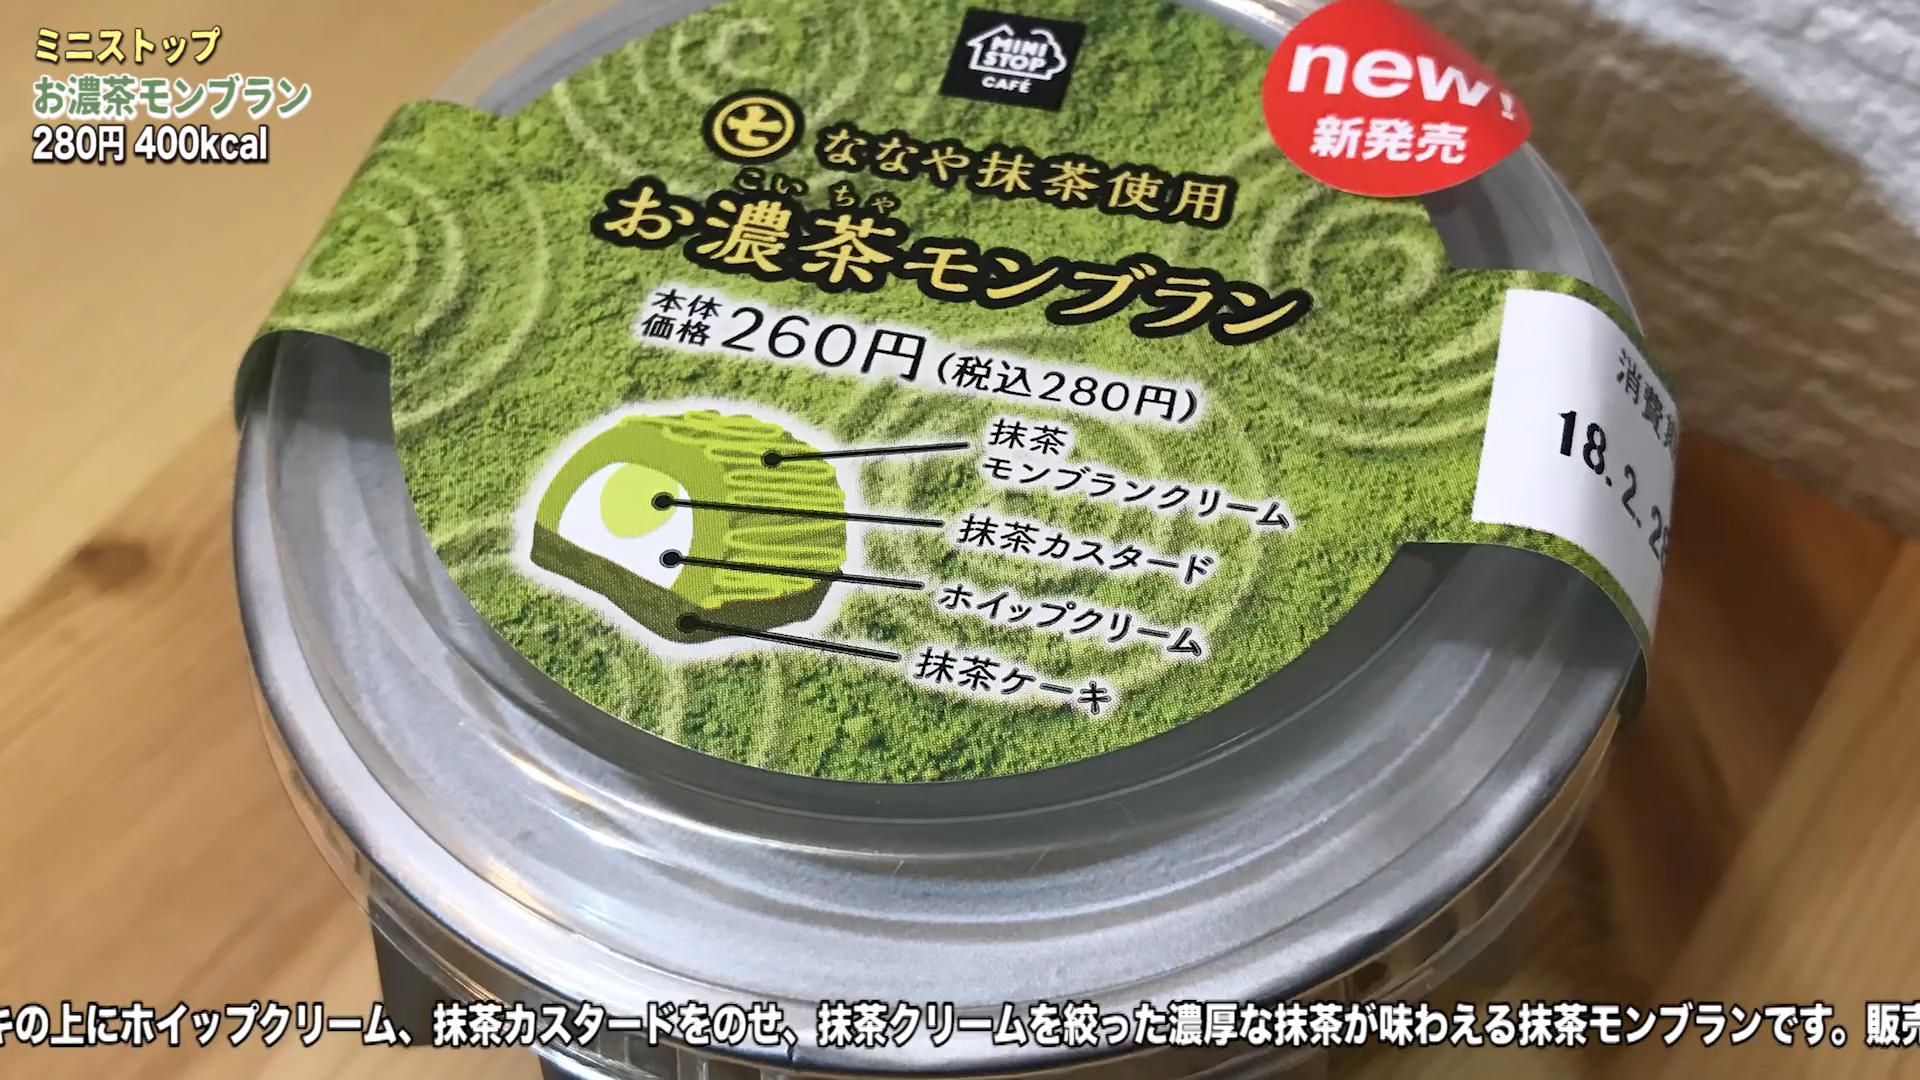 ミニストップ
お濃茶モンブラン
280円 400kcal
MINI
STOP
CAFÉ
new!
新発売
七 ななや抹茶使用
こいちゃ
お濃茶モンブラン
本体
価格 260円 (税込280円)
抹茶
モンブランクリーム
抹茶カスタード
ホイップクリーム
抹茶ケーキ
消費
18.2.2
の上にホイップクリーム、抹茶カスタードをのせ、抹茶クリームを絞った濃厚な抹茶が味わえる抹茶モンブランです。販売